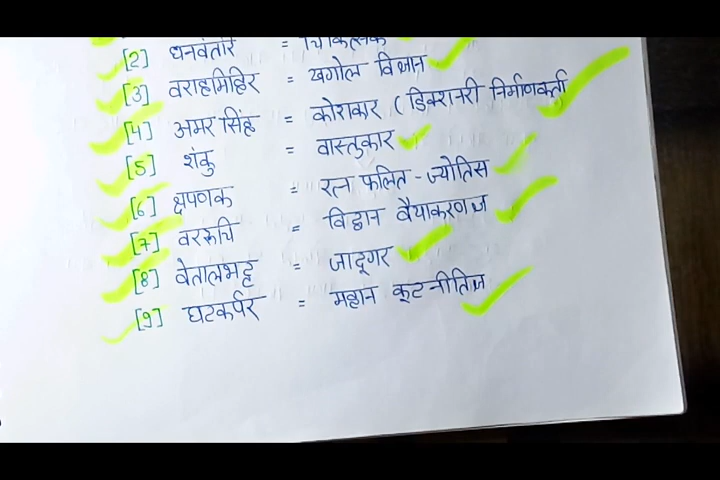 [2] धनवंतरि = चिकित्सक
[3] वराहमिहिर = खगोल विज्ञान
[4] अमर सिंह = कोशकार (डिक्शनरी निर्माणकर्ता
[5] शंकु = वास्तुकार
[6] क्षपणक = रत्न फलित - ज्योतिस
[7] वररूचि = विद्वान वैयाकरणज्ञ
[8] वेतालभट्ट = जादूगर
[9] घटकर्पर = महान कूटनीतिज्ञ